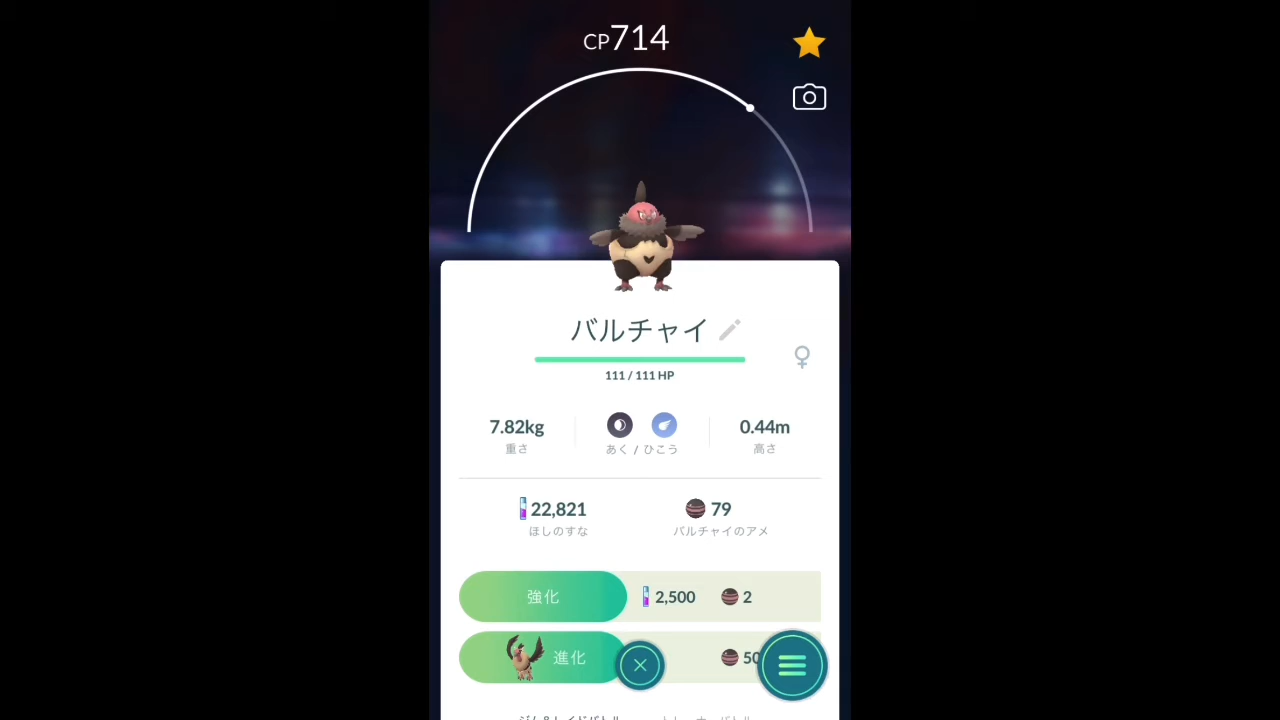 CP714
バルチャイ
111 / 111 HP
7.82kg
重さ
あく / ひこう
0.44m
高さ
22,821
ほしのすな
79
バルチャイのアメ
強化
2,500
2
進化
50